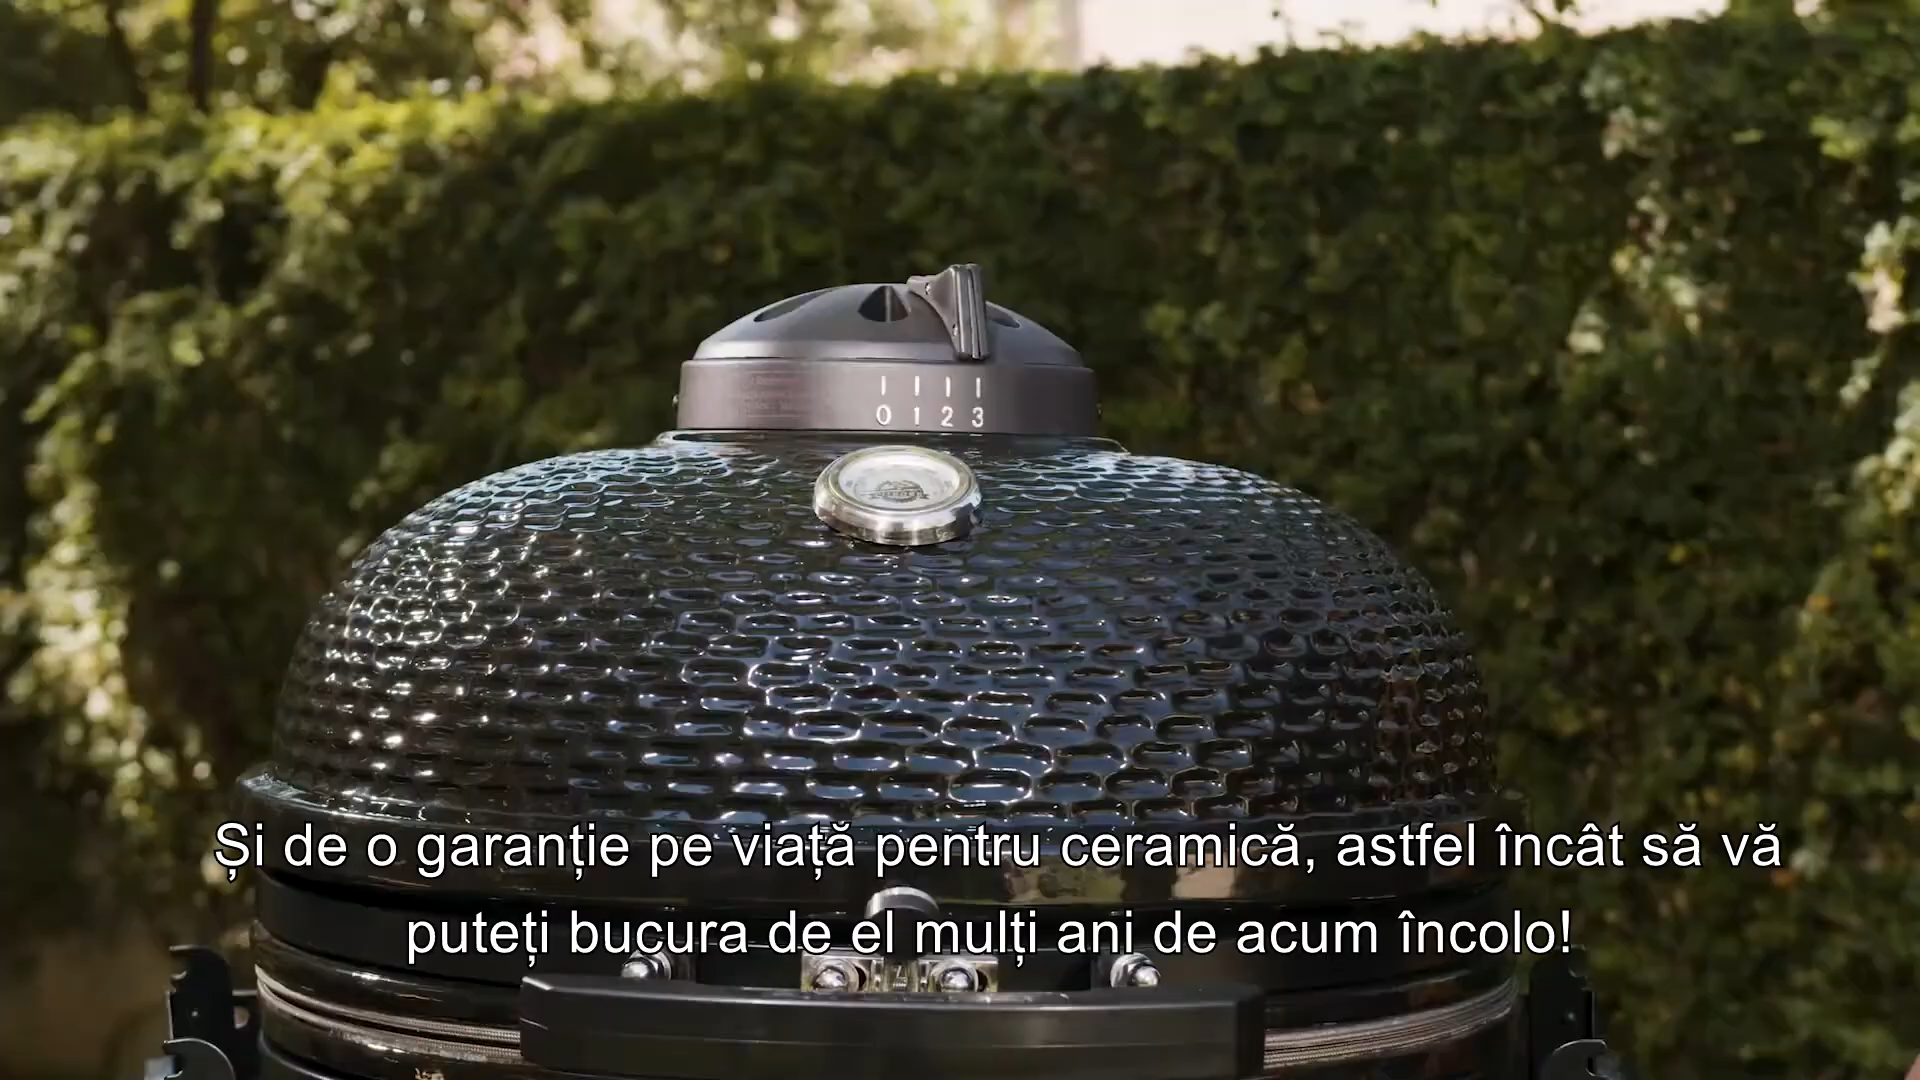 0 1 2 3
Și de o garanție pe viață pentru ceramică, astfel încât să vă
puteți bucura de el mulți ani de acum încolo!